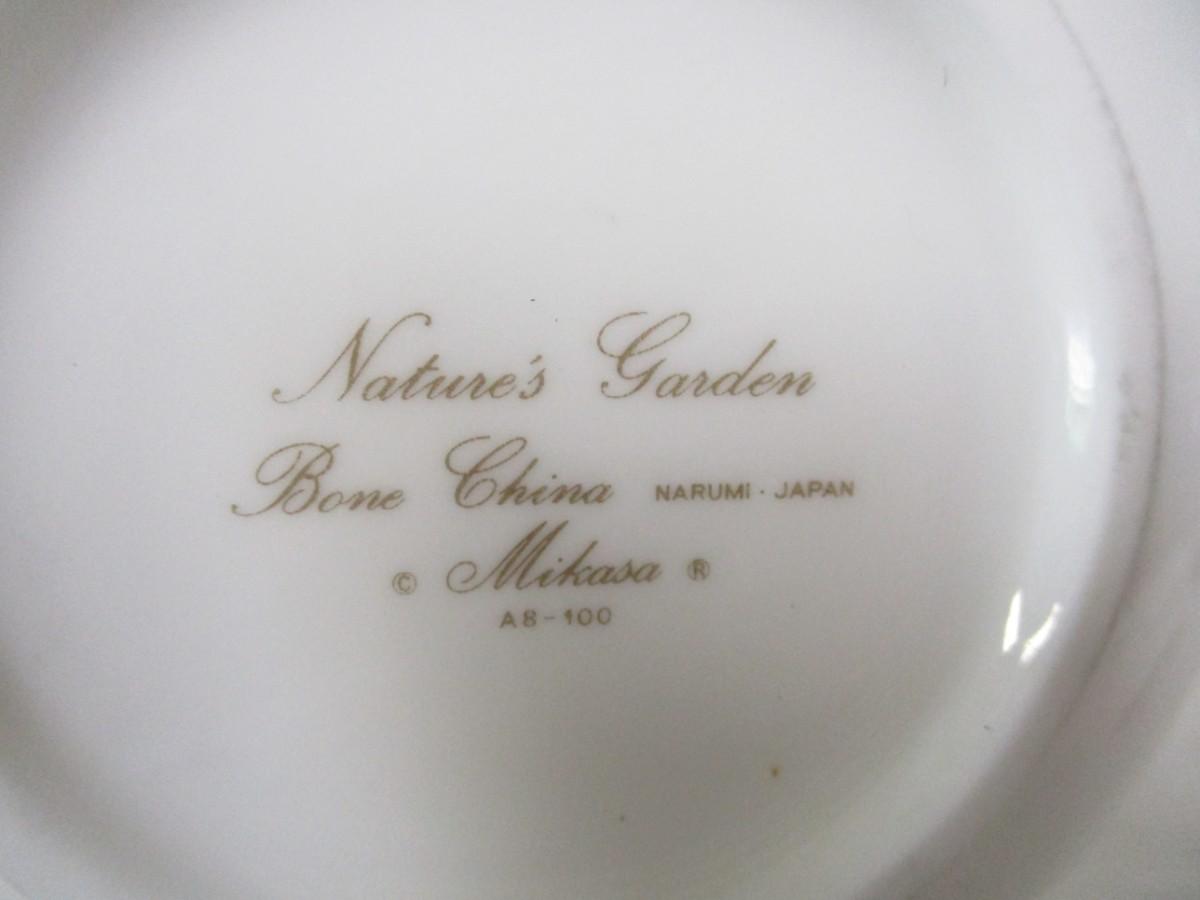 Nature's Garden
Bone China NARUMI · JAPAN
© Mikasa ®
A8-100